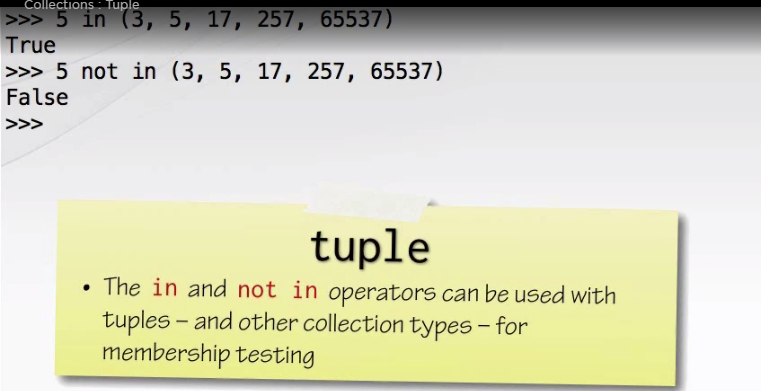 Collections : Tuple
>>> 5 in (3, 5, 17, 257, 65537)
True
>>> 5 not in (3, 5, 17, 257, 65537)
False
>>>
tuple
• The in and not in operators can be used with
tuples – and other collection types – for
membership testing